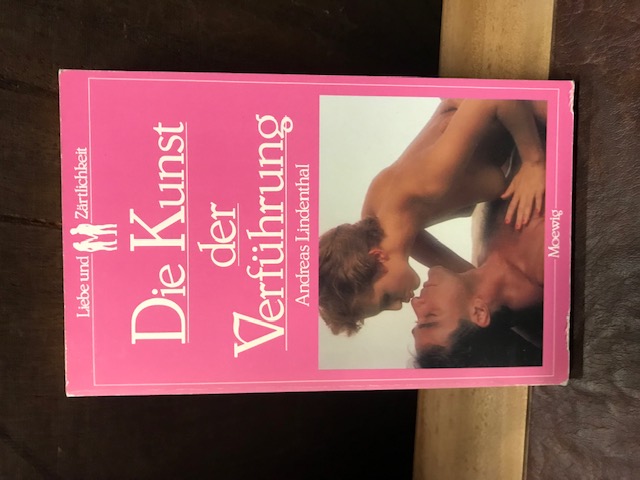 Liebe und Zärtlichkeit
Die Kunst
der
Verführung
Andreas Lindenthal
Moewig